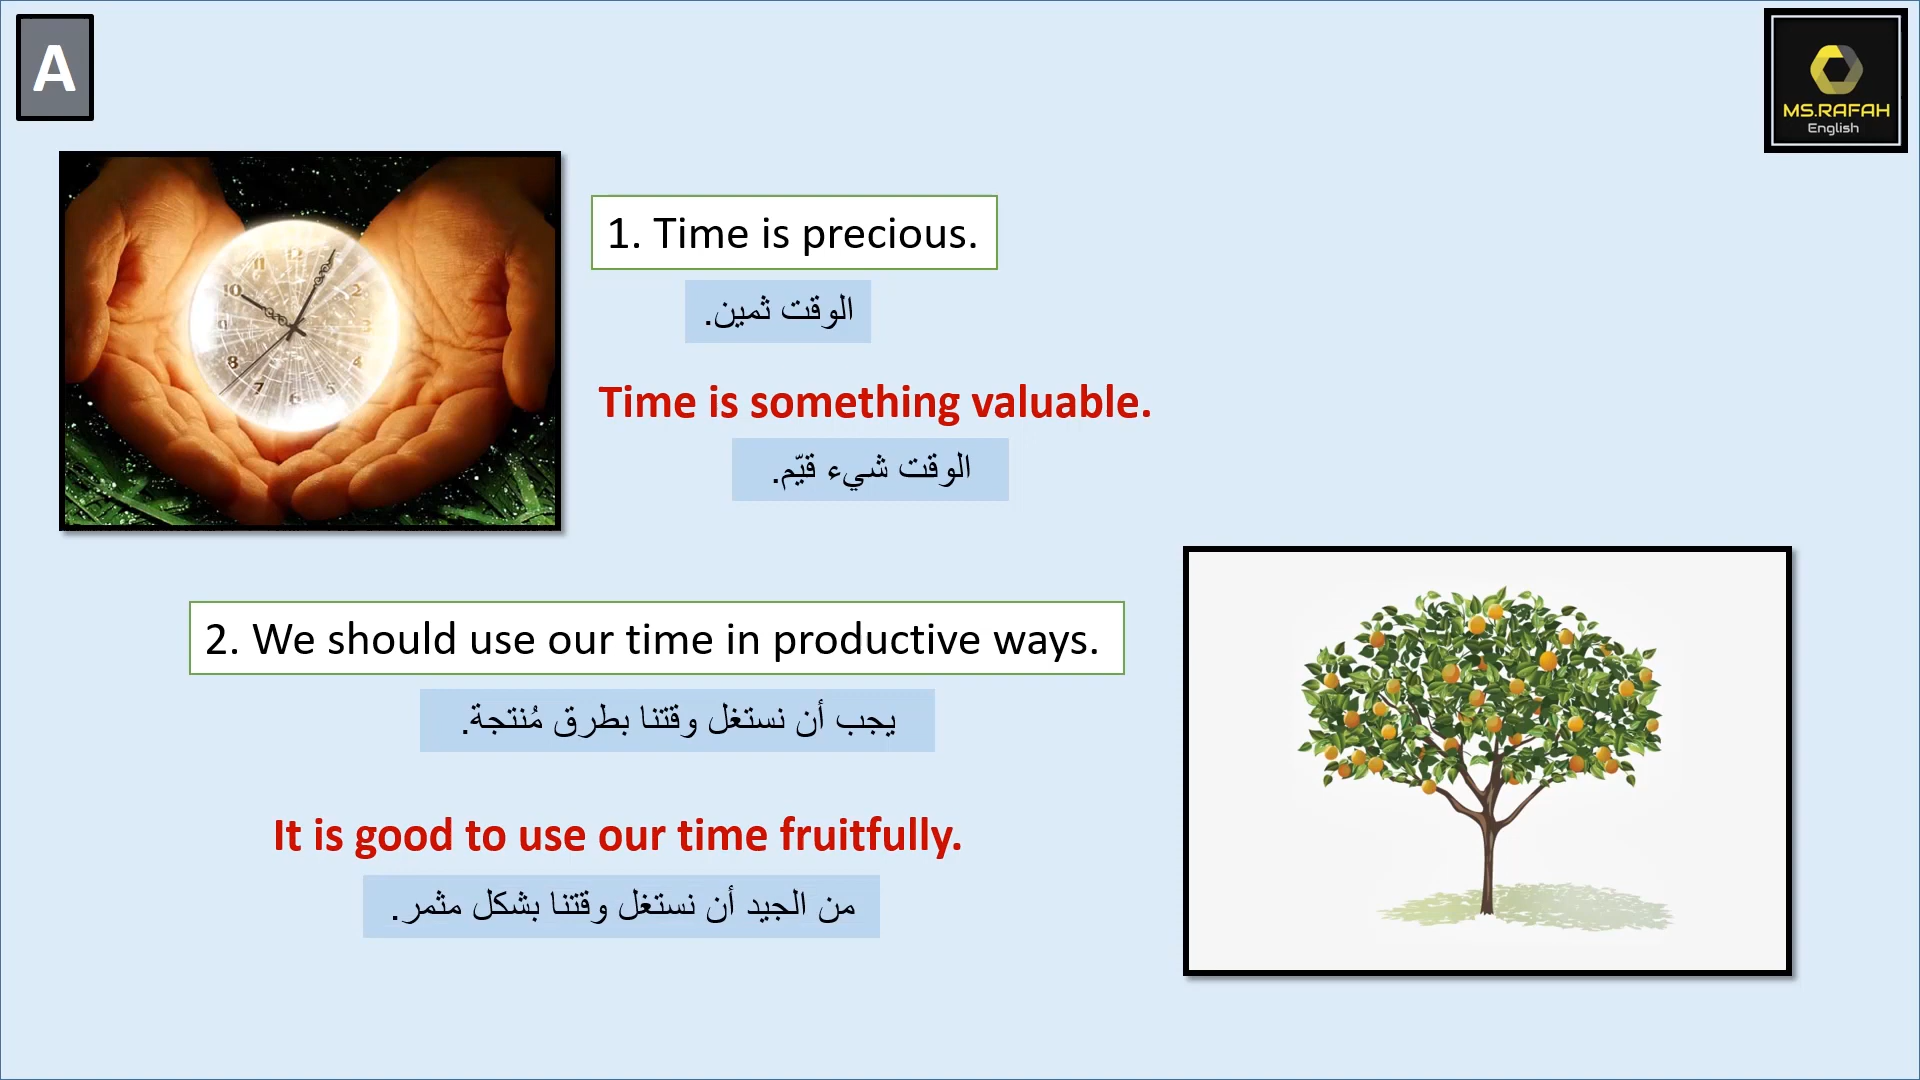 A
MS.RAFAH
English
1. Time is precious.
الوقت ثمين.
Time is something valuable.
الوقت شيء قيّم.
2. We should use our time in productive ways.
يجب أن نستغل وقتنا بطرق مُنتجة.
It is good to use our time fruitfully.
من الجيد أن نستغل وقتنا بشكل مثمر.